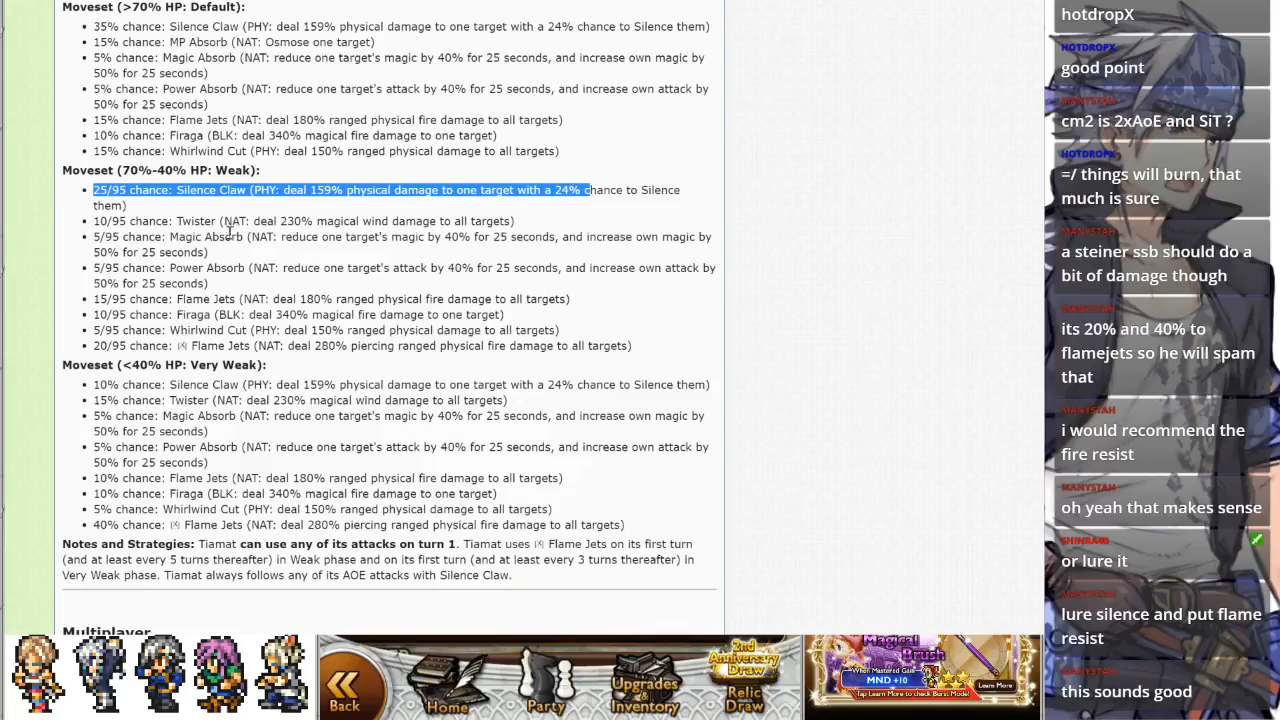 Moveset (>70% HP: Default):
• 35% chance: Silence Claw (PHY: deal 159% physical damage to one target with a 24% chance to Silence them)
• 15% chance: MP Absorb (NAT: Osmose one target)
• 5% chance: Magic Absorb (NAT: reduce one target's magic by 40% for 25 seconds, and increase own magic by
50% for 25 seconds)
• 5% chance: Power Absorb (NAT: reduce one target's attack by 40% for 25 seconds, and increase own attack by
50% for 25 seconds)
• 15% chance: Flame Jets (NAT: deal 180% ranged physical fire damage to all targets)
• 10% chance: Firaga (BLK: deal 340% magical fire damage to one target)
• 15% chance: Whirlwind Cut (PHY: deal 150% ranged physical damage to all targets)
Moveset (70%-40% HP: Weak):
• 25/95 chance: Silence Claw (PHY: deal 159% physical damage to one target with a 24% chance to Silence
them)
• 10/95 chance: Twister (NAT: deal 230% magical wind damage to all targets)
• 5/95 chance: Magic Absorb (NAT: reduce one target's magic by 40% for 25 seconds, and increase own magic by
50% for 25 seconds)
• 5/95 chance: Power Absorb (NAT: reduce one target's attack by 40% for 25 seconds, and increase own attack by
50% for 25 seconds)
• 15/95 chance: Flame Jets (NAT: deal 180% ranged physical fire damage to all targets)
• 10/95 chance: Firaga (BLK: deal 340% magical fire damage to one target)
• 5/95 chance: Whirlwind Cut (PHY: deal 150% ranged physical damage to all targets)
• 20/95 chance: Flame Jets (NAT: deal 280% piercing ranged physical fire damage to all targets)
Moveset (<40% HP: Very Weak):
• 10% chance: Silence Claw (PHY: deal 159% physical damage to one target with a 24% chance to Silence them)
• 15% chance: Twister (NAT: deal 230% magical wind damage to all targets)
• 5% chance: Magic Absorb (NAT: reduce one target's magic by 40% for 25 seconds, and increase own magic by
50% for 25 seconds)
• 5% chance: Power Absorb (NAT: reduce one target's attack by 40% for 25 seconds, and increase own attack by
50% for 25 seconds)
• 10% chance: Flame Jets (NAT: deal 180% ranged physical fire damage to all targets)
• 10% chance: Firaga (BLK: deal 340% magical fire damage to one target)
• 5% chance: Whirlwind Cut (PHY: deal 150% ranged physical damage to all targets)
• 40% chance: Flame Jets (NAT: deal 280% piercing ranged physical fire damage to all targets)
Notes and Strategies: Tiamat can use any of its attacks on turn 1. Tiamat uses Flame Jets on its first turn
(and at least every 5 turns thereafter) in Weak phase and on its first turn (and at least every 3 turns thereafter) in
Very Weak phase. Tiamat always follows any of its AOE attacks with Silence Claw.
Multiplayer
Back
Home
Party
Upgrades
Inventory
2nd
Anniversary
Draw
Relic
Draw
Magical
Brush
When Mastered Gain
MND +10
Learn More
Tap Learn More to check Burst Mode!
hotdropX
HOTDROPX
good point
MANYSTAH
cm2 is 2xAoE and SiT ?
HOTDROPX
=/ things will burn, that
much is sure
MANYSTAH
a steiner ssb should do a
bit of damage though
MANYSTAH
its 20% and 40% to
flamejets so he will spam
that
MANYSTAH
i would recommend the
fire resist
MANYSTAH
oh yeah that makes sense
or lure it
MANYSTAH
lure silence and put flame
resist
MANYSTAH
this sounds good